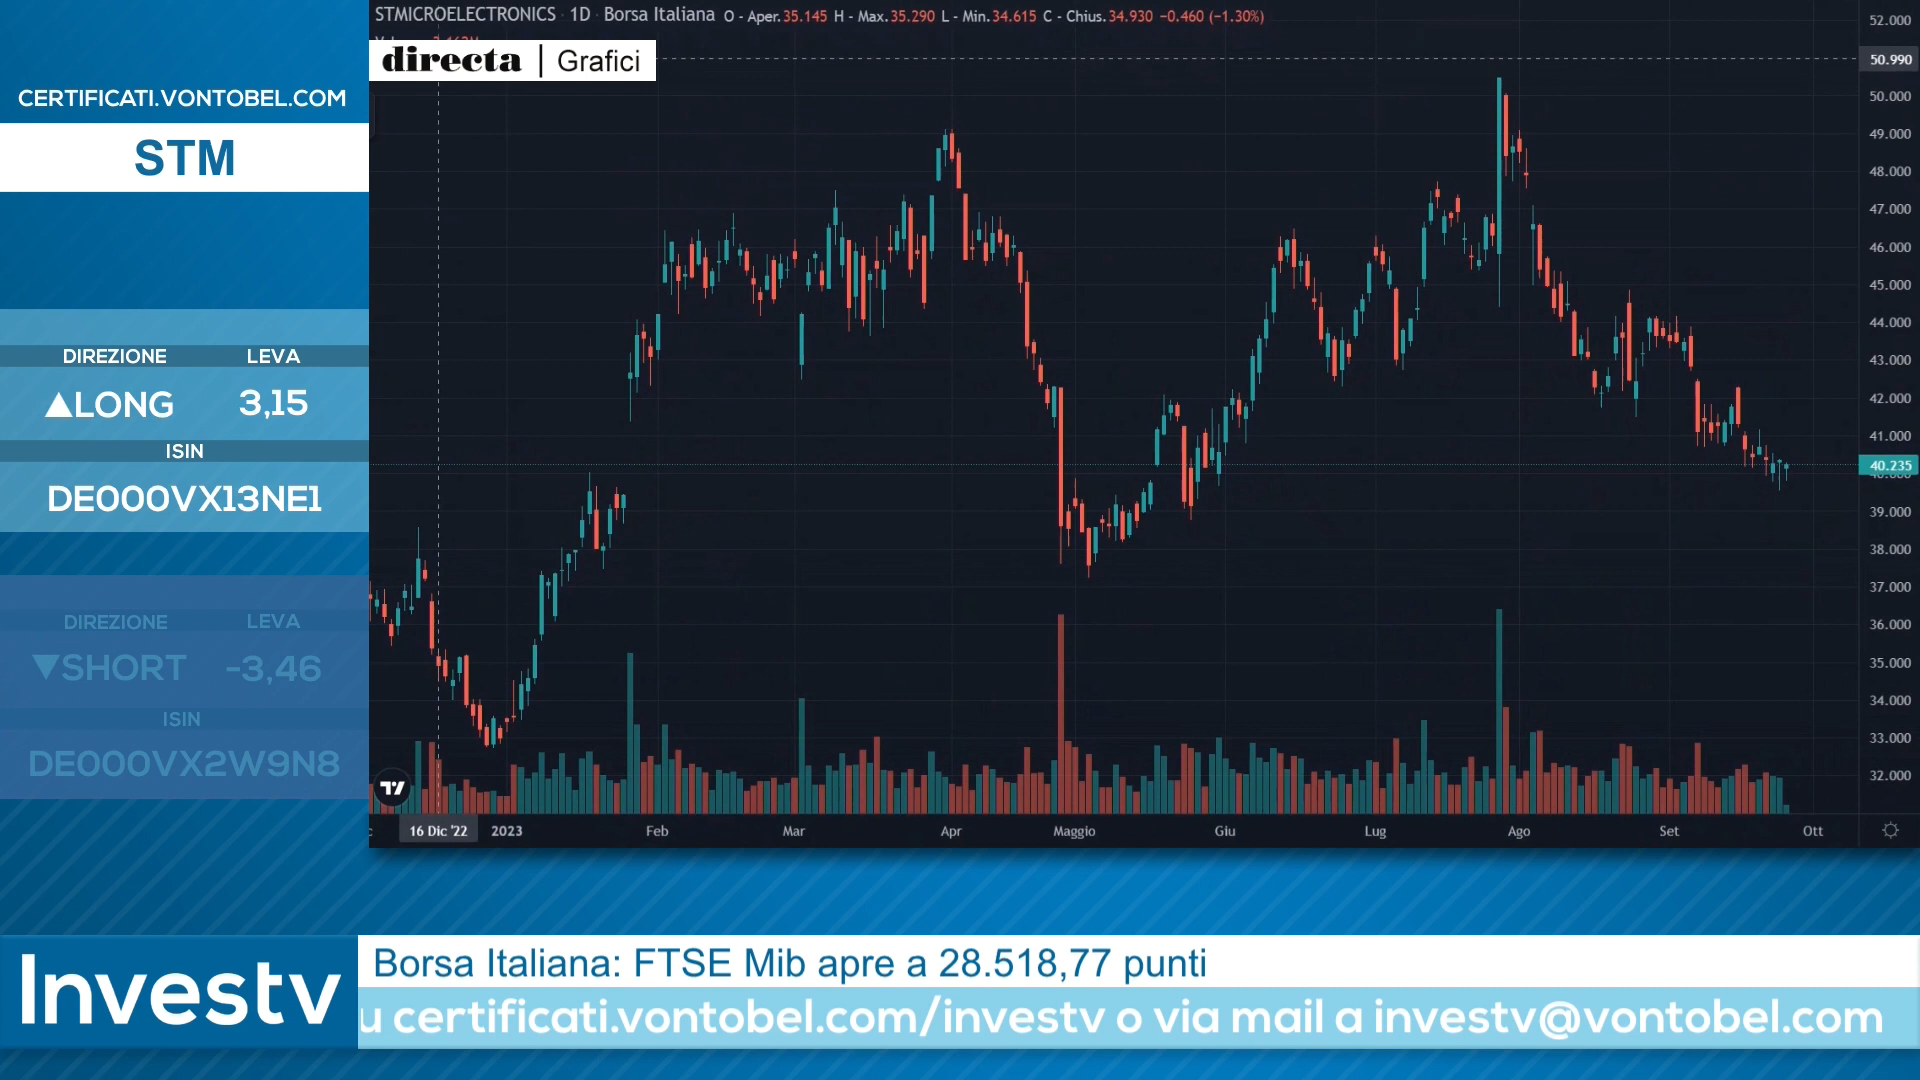 CERTIFICATI.VONTOBEL.COM
STM
DIREZIONE LEVA
▲LONG 3,15
ISIN
DE000VX13NE1
DIREZIONE LEVA
▼SHORT -3,46
ISIN
DE000VX2W9N8
STMICROELECTRONICS · 1D · Borsa Italiana O - Aper.35.145 H - Max.35.290 L - Min.34.615 C - Chius.34.930 −0.460 (−1.30%)
directa | Grafici
52.000
50.990
50.000
49.000
48.000
47.000
46.000
45.000
44.000
43.000
42.000
41.000
40.235
39.000
38.000
37.000
36.000
35.000
34.000
33.000
32.000
16 Dic '22 2023 Feb Mar Apr Maggio Giu Lug Ago Set Ott
Investv
Borsa Italiana: FTSE Mib apre a 28.518,77 punti
u certificati.vontobel.com/investv o via mail a investv@vontobel.com